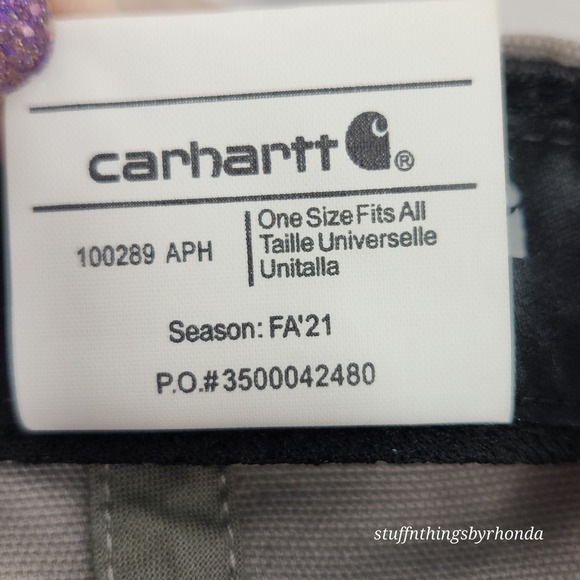 carhartt ®
100289 APH
One Size Fits All
Taille Universelle
Unitalla
Season: FA'21
P.O.#3500042480
stuffnthingsbyrhonda